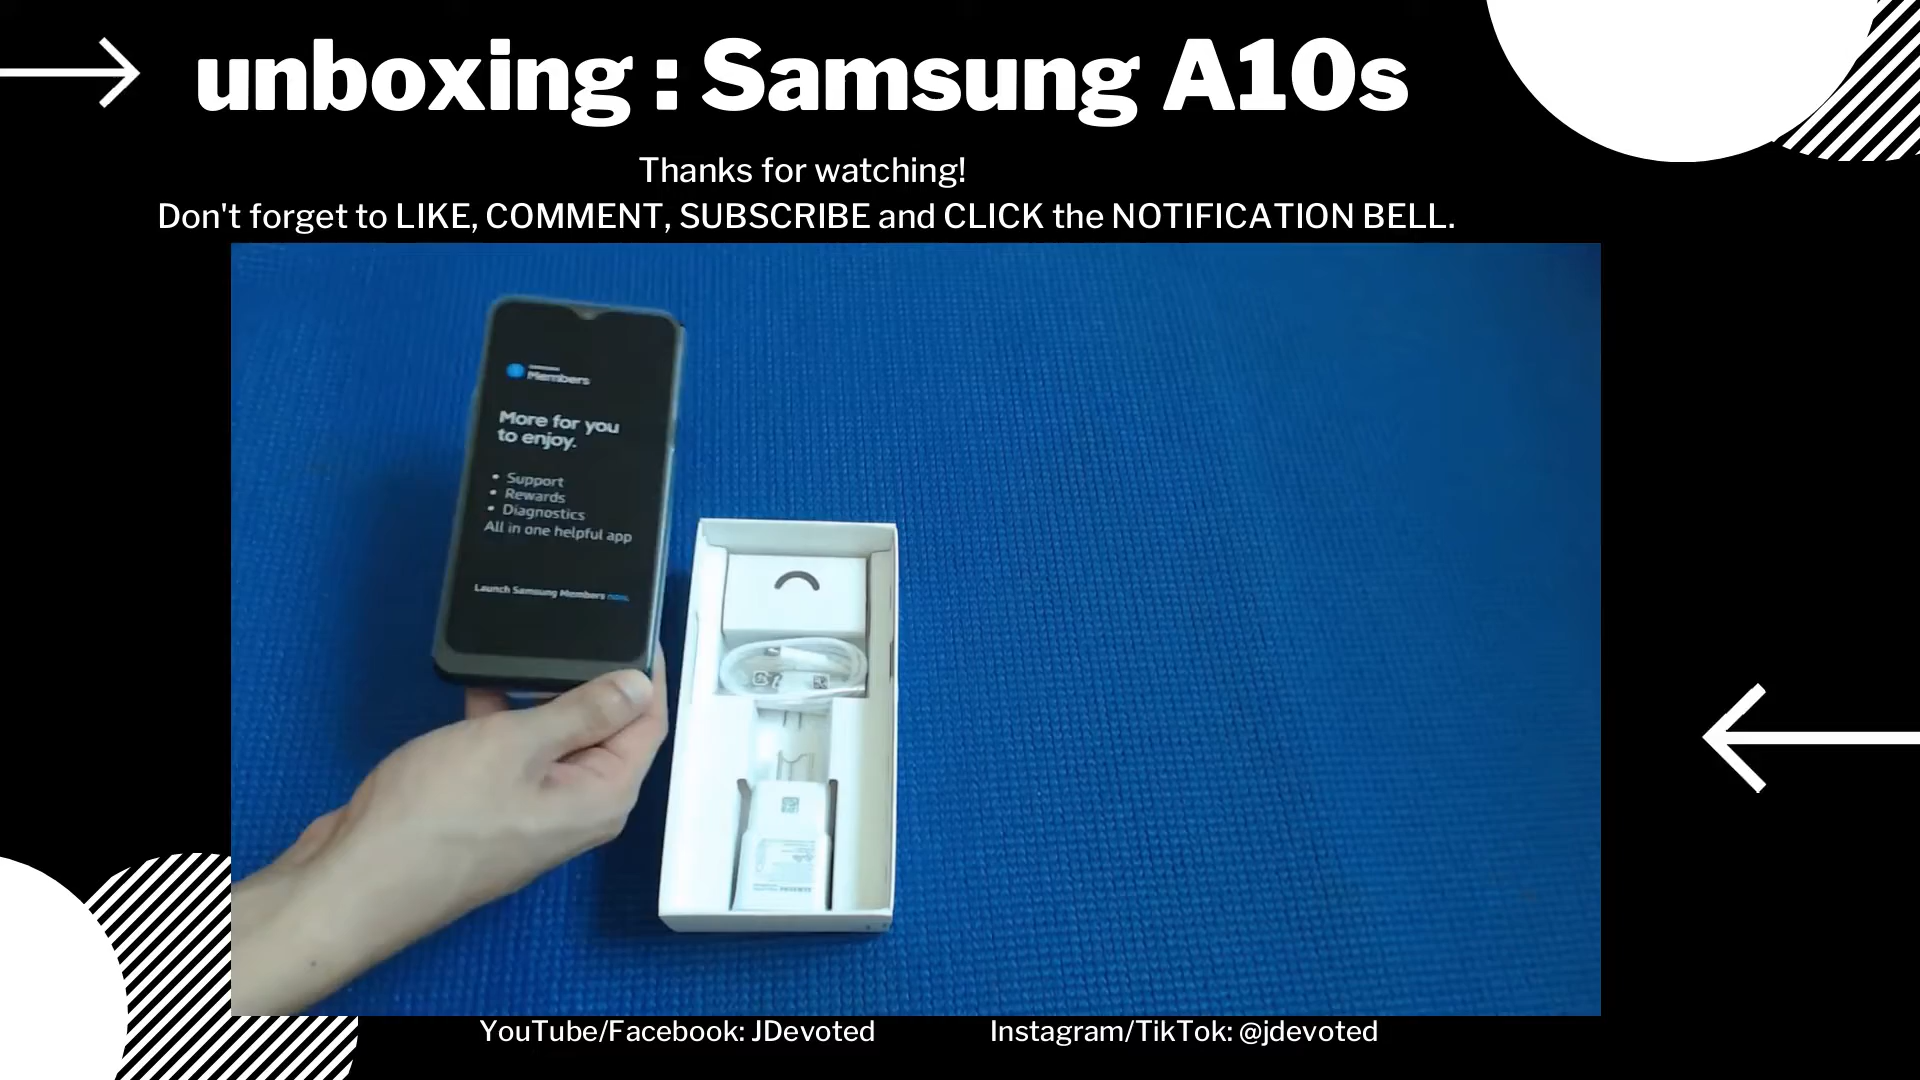 unboxing : Samsung A10s
Thanks for watching!
Don't forget to LIKE, COMMENT, SUBSCRIBE and CLICK the NOTIFICATION BELL.
Members
More for you
to enjoy.
• Support
• Rewards
• Diagnostics
All in one helpful app
Launch Samsung Members now.
YouTube/Facebook: JDevoted
Instagram/TikTok: @jdevoted